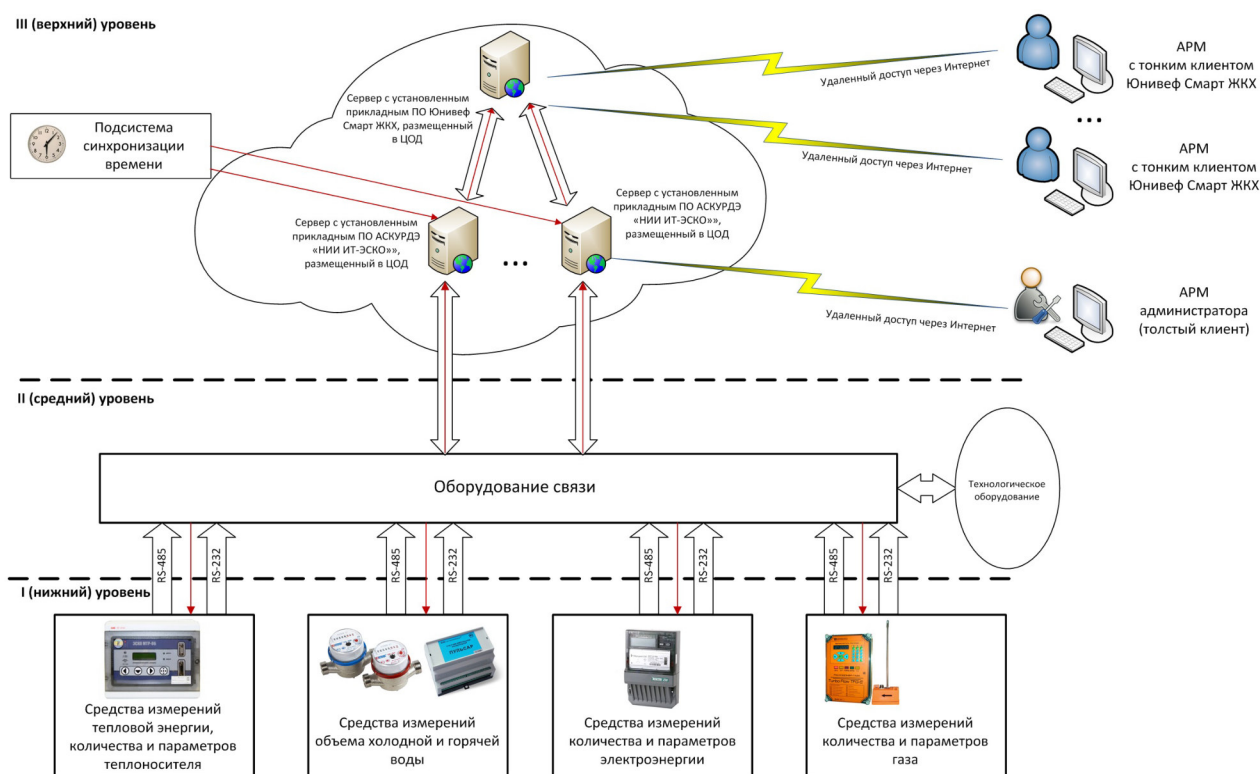 III (верхний) уровень
Сервер с установленным
прикладным ПО Юнивеф
Смарт ЖКХ, размещенный
в ЦОД
Удаленный доступ через Интернет
АРМ
с тонким клиентом
Юнивеф Смарт ЖКХ
...
Подсистема
синхронизации
времени
Удаленный доступ через Интернет
АРМ
с тонким клиентом
Юнивеф Смарт ЖКХ
Сервер с установленным
прикладным ПО АСКУРДЭ
«НИИ ИТ-ЭСКО»»,
размещенный в ЦОД
...
Сервер с установленным
прикладным ПО АСКУРДЭ
«НИИ ИТ-ЭСКО»»,
размещенный в ЦОД
Удаленный доступ через Интернет
АРМ
администратора
(толстый клиент)
II (средний) уровень
Оборудование связи
Технологическое
оборудование
RS-485
RS-232
RS-485
RS-232
RS-485
RS-232
RS-485
RS-232
I (нижний) уровень
Средства измерений
тепловой энергии,
количества и параметров
теплоносителя
ПУЛЬСАР
Средства измерений
объема холодной и горячей
воды
Средства измерений
количества и параметров
электроэнергии
Средства измерений
количества и параметров
газа